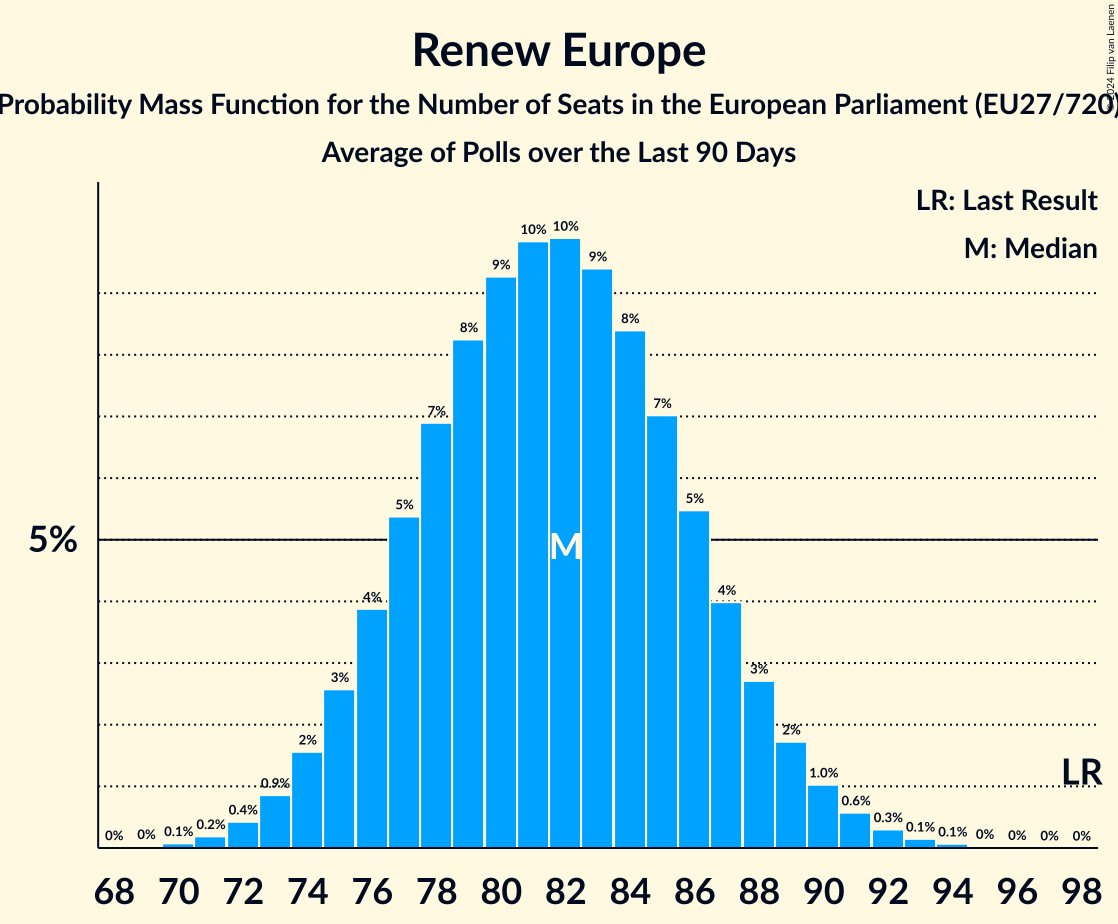 Renew Europe
Probability Mass Function for the Number of Seats in the European Parliament (EU27/720)
Average of Polls over the Last 90 Days
© 2024 Filip van Laenen
LR: Last Result
M: Median
5%
0% 0% 0.1% 0.2% 0.4% 0.9% 2% 3% 4% 5% 7% 8% 9% 10% 10% 9% 8% 7% 5% 4% 3% 2% 1.0% 0.6% 0.3% 0.1% 0.1% 0% 0% 0% 0%
M
LR
68 70 72 74 76 78 80 82 84 86 88 90 92 94 96 98